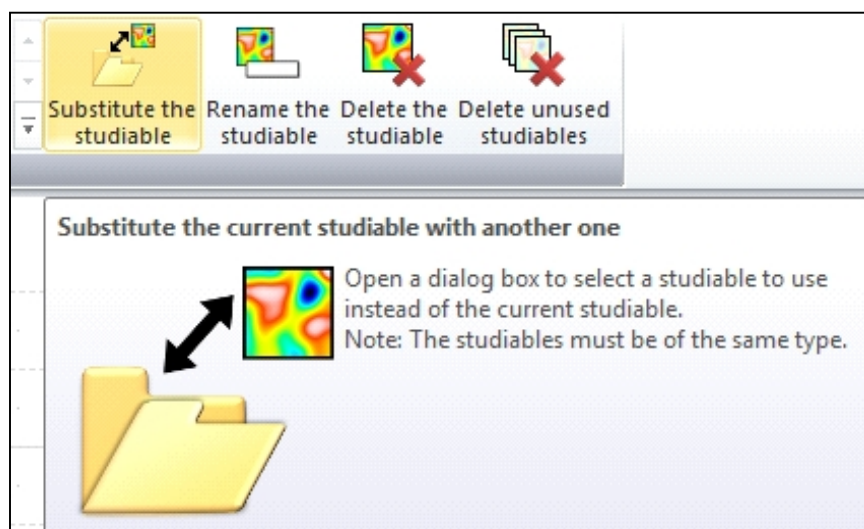 Substitute the
studiable
Rename the
studiable
Delete the
studiable
Delete unused
studiables
Substitute the current studiable with another one
Open a dialog box to select a studiable to use
instead of the current studiable.
Note: The studiables must be of the same type.